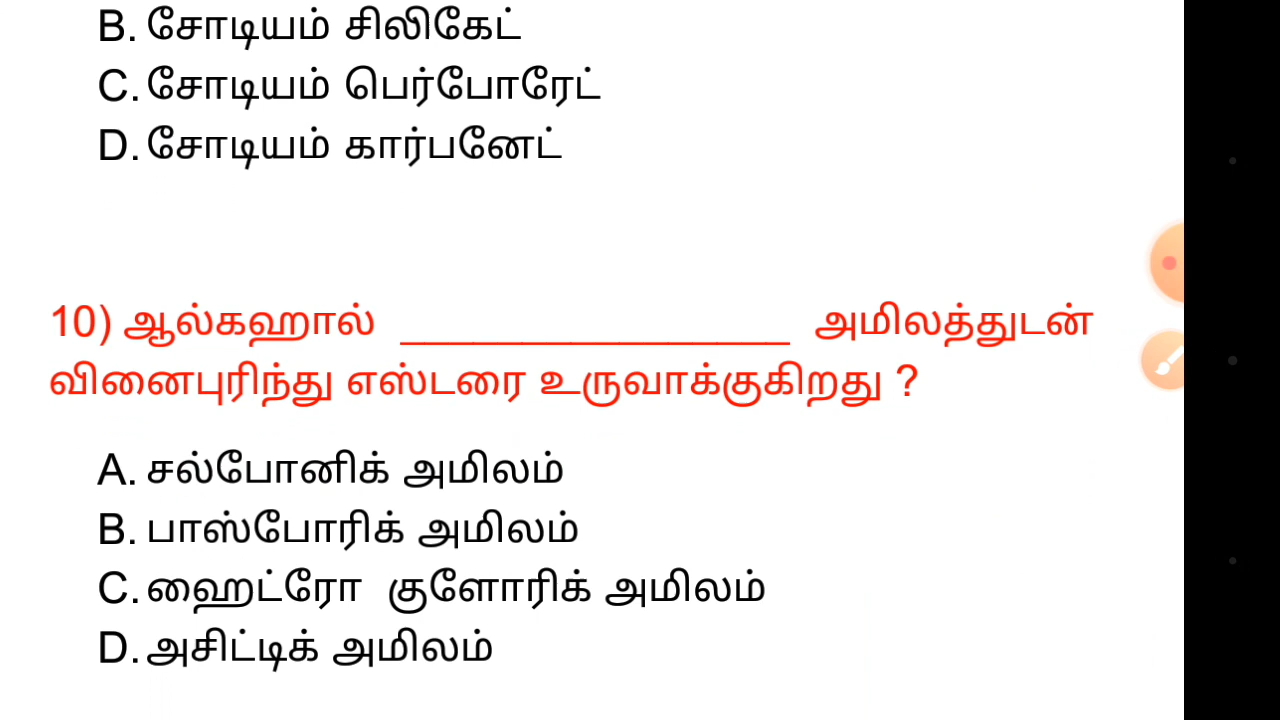 B. சோடியம் சிலிகேட்
C. சோடியம் பெர்போரேட்
D. சோடியம் கார்பனேட்
10) ஆல்கஹால் ________________ அமிலத்துடன்
வினைபுரிந்து எஸ்டரை உருவாக்குகிறது ?
A. சல்போனிக் அமிலம்
B. பாஸ்போரிக் அமிலம்
C. ஹைட்ரோ குளோரிக் அமிலம்
D. அசிட்டிக் அமிலம்